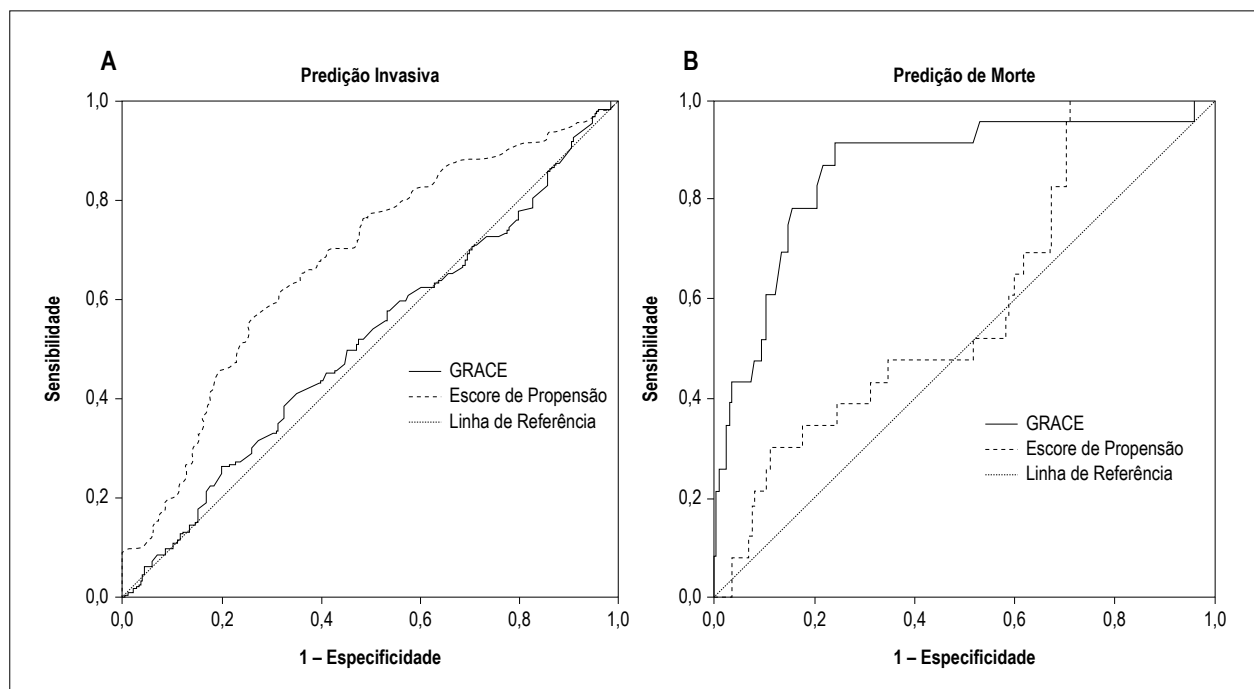 A
Predição Invasiva
1,0
0,8
0,6
0,4
0,2
0,0
Sensibilidade
GRACE
Escore de Propensão
Linha de Referência
0,0 0,2 0,4 0,6 0,8 1,0
1 – Especificidade
B
Predição de Morte
1,0
0,8
0,6
0,4
0,2
0,0
Sensibilidade
GRACE
Escore de Propensão
Linha de Referência
0,0 0,2 0,4 0,6 0,8 1,0
1 – Especificidade